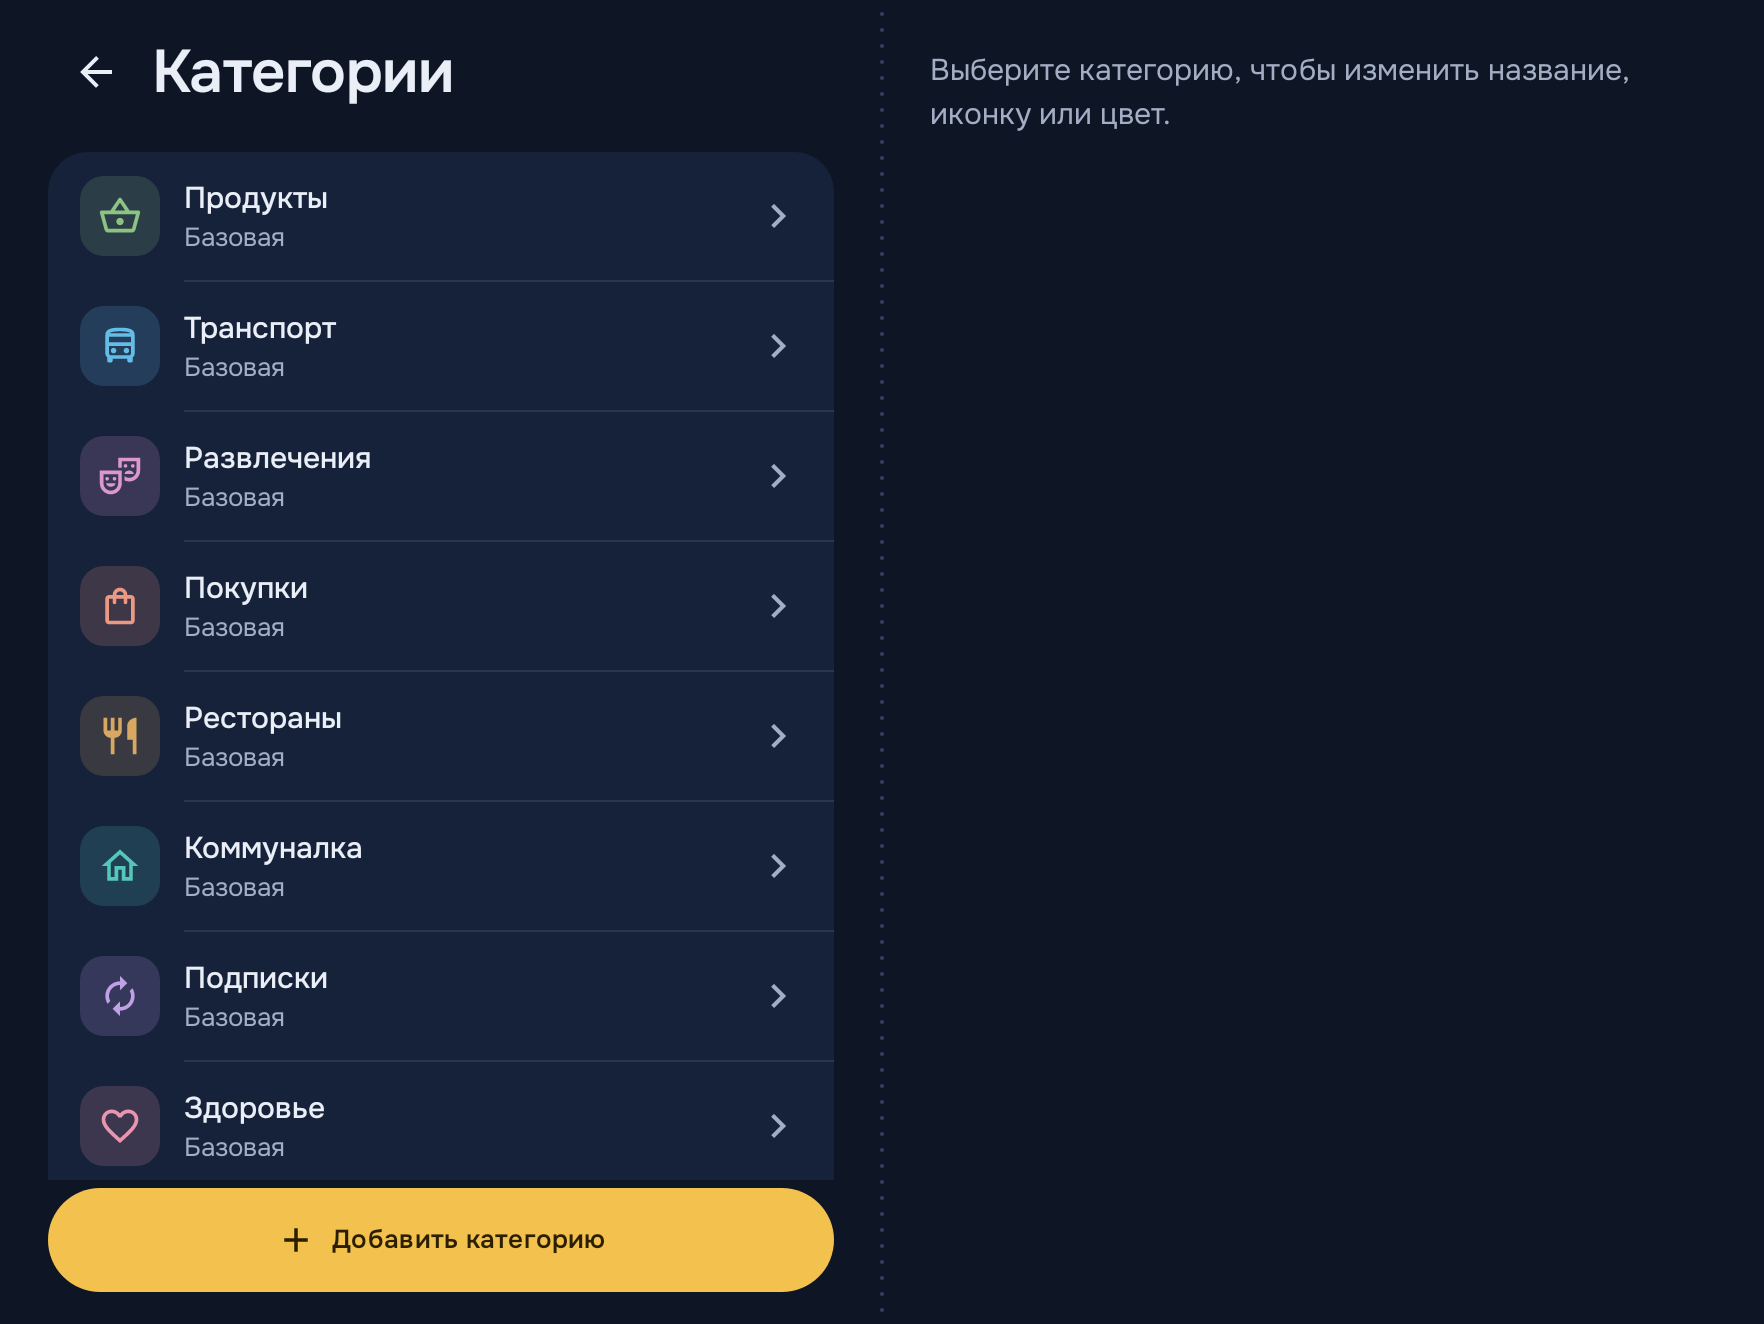 Категории
Продукты
Базовая
Транспорт
Базовая
Развлечения
Базовая
Покупки
Базовая
Рестораны
Базовая
Коммуналка
Базовая
Подписки
Базовая
Здоровье
Базовая
Добавить категорию
Выберите категорию, чтобы изменить название,
иконку или цвет.